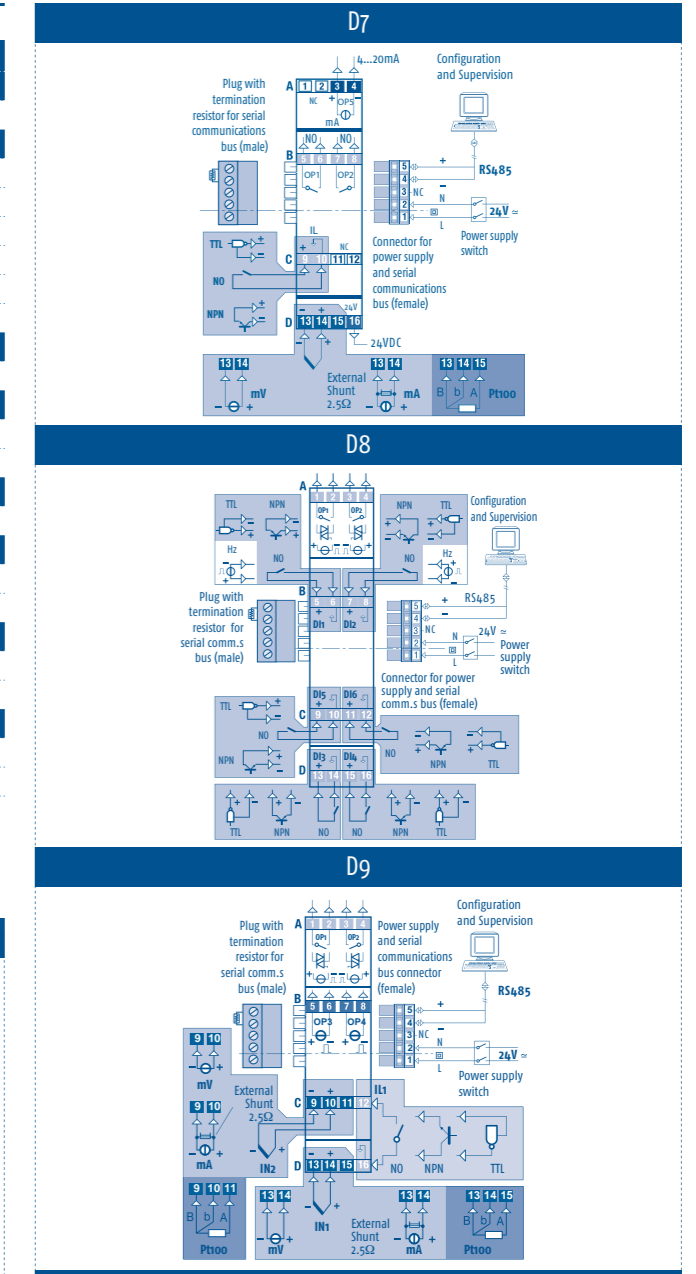 D7
4...20mA
Configuration
and Supervision
Plug with
termination
resistor for serial
communications
bus (male)
A 1 2 3 4
NC + OP5 –
mA
NO NO
B 5 6 7 8
OP1 OP2
5 + RS485
4 –
3 NC
2 N
1 L
24V ≃
Power supply
switch
Connector for
power supply
and serial
communications
bus (female)
TTL + –
NO
NPN + –
IL
+ NC
C 9 10 11 12
– + 24V
D 13 14 15 16
– +
24VDC
13 14
mV
– +
External
Shunt
2.5Ω
13 14
mA
– +
13 14 15
B b A Pt100
D8
A 1 2 3 4
TTL NPN
OP1 OP2
NPN TTL
Configuration
and Supervision
– + – +
– + – +
Hz NO
– +
NO Hz
– +
+ – – +
B 5 6 7 8
+ +
DI1 DI2
Plug with
termination
resistor for
serial comm.s
bus (male)
5 + RS485
4 –
3 NC
2 N
1 L
24V ≃
Power
supply
switch
Connector for power
supply and serial
comm.s bus (female)
DI5 DI6
+ +
C 9 10 11 12
TTL + –
NO
NPN + –
NO NPN TTL
– + – +
DI3 DI4
+ +
D 13 14 15 16
+ – + – + – + –
TTL NPN NO NO NPN TTL
D9
A 1 2 3 4
OP1 OP2
+ – – +
Plug with
termination
resistor for
serial comm.s
bus (male)
Power supply
and serial
communications
bus connector
(female)
Configuration
and Supervision
B 5 6 7 8
OP3 OP4
+ +
5 + RS485
4 –
3 NC
2 N
1 L
24V ≃
Power supply
switch
9 10
– +
mV
9 10
– +
mA
External
Shunt
2.5Ω
– +
C 9 10 11 12
IL1
– +
IN2
NO NPN TTL
– +
D 13 14 15 16
– +
IN1
9 10 11
B b A
Pt100
13 14
– +
mV
External
Shunt
2.5Ω
13 14
– +
mA
13 14 15
B b A
Pt100